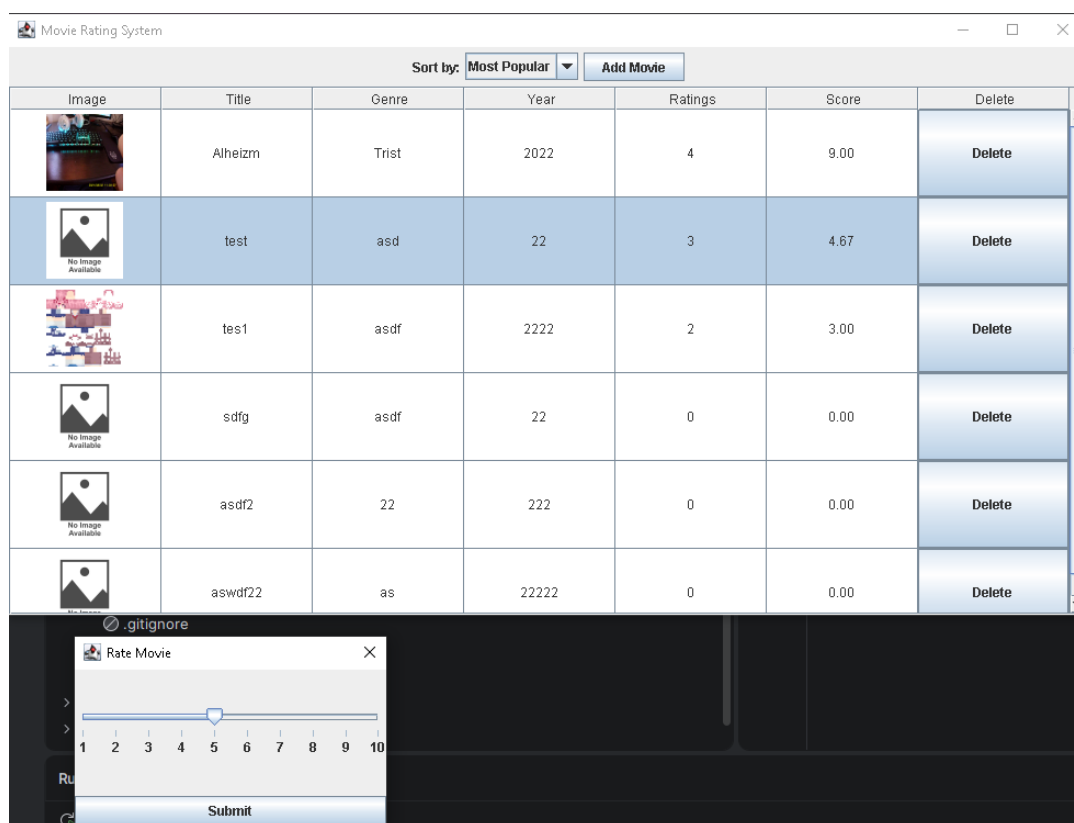 Movie Rating System
Sort by: Most Popular Add Movie
Image Title Genre Year Ratings Score Delete
Alheizm Trist 2022 4 9.00 Delete
No Image
Available
test asd 22 3 4.67 Delete
tes1 asdf 2222 2 3.00 Delete
No Image
Available
sdfg asdf 22 0 0.00 Delete
No Image
Available
asdf2 22 222 0 0.00 Delete
aswdf22 as 22222 0 0.00 Delete
.gitignore
Rate Movie
1 2 3 4 5 6 7 8 9 10
Ru
Submit